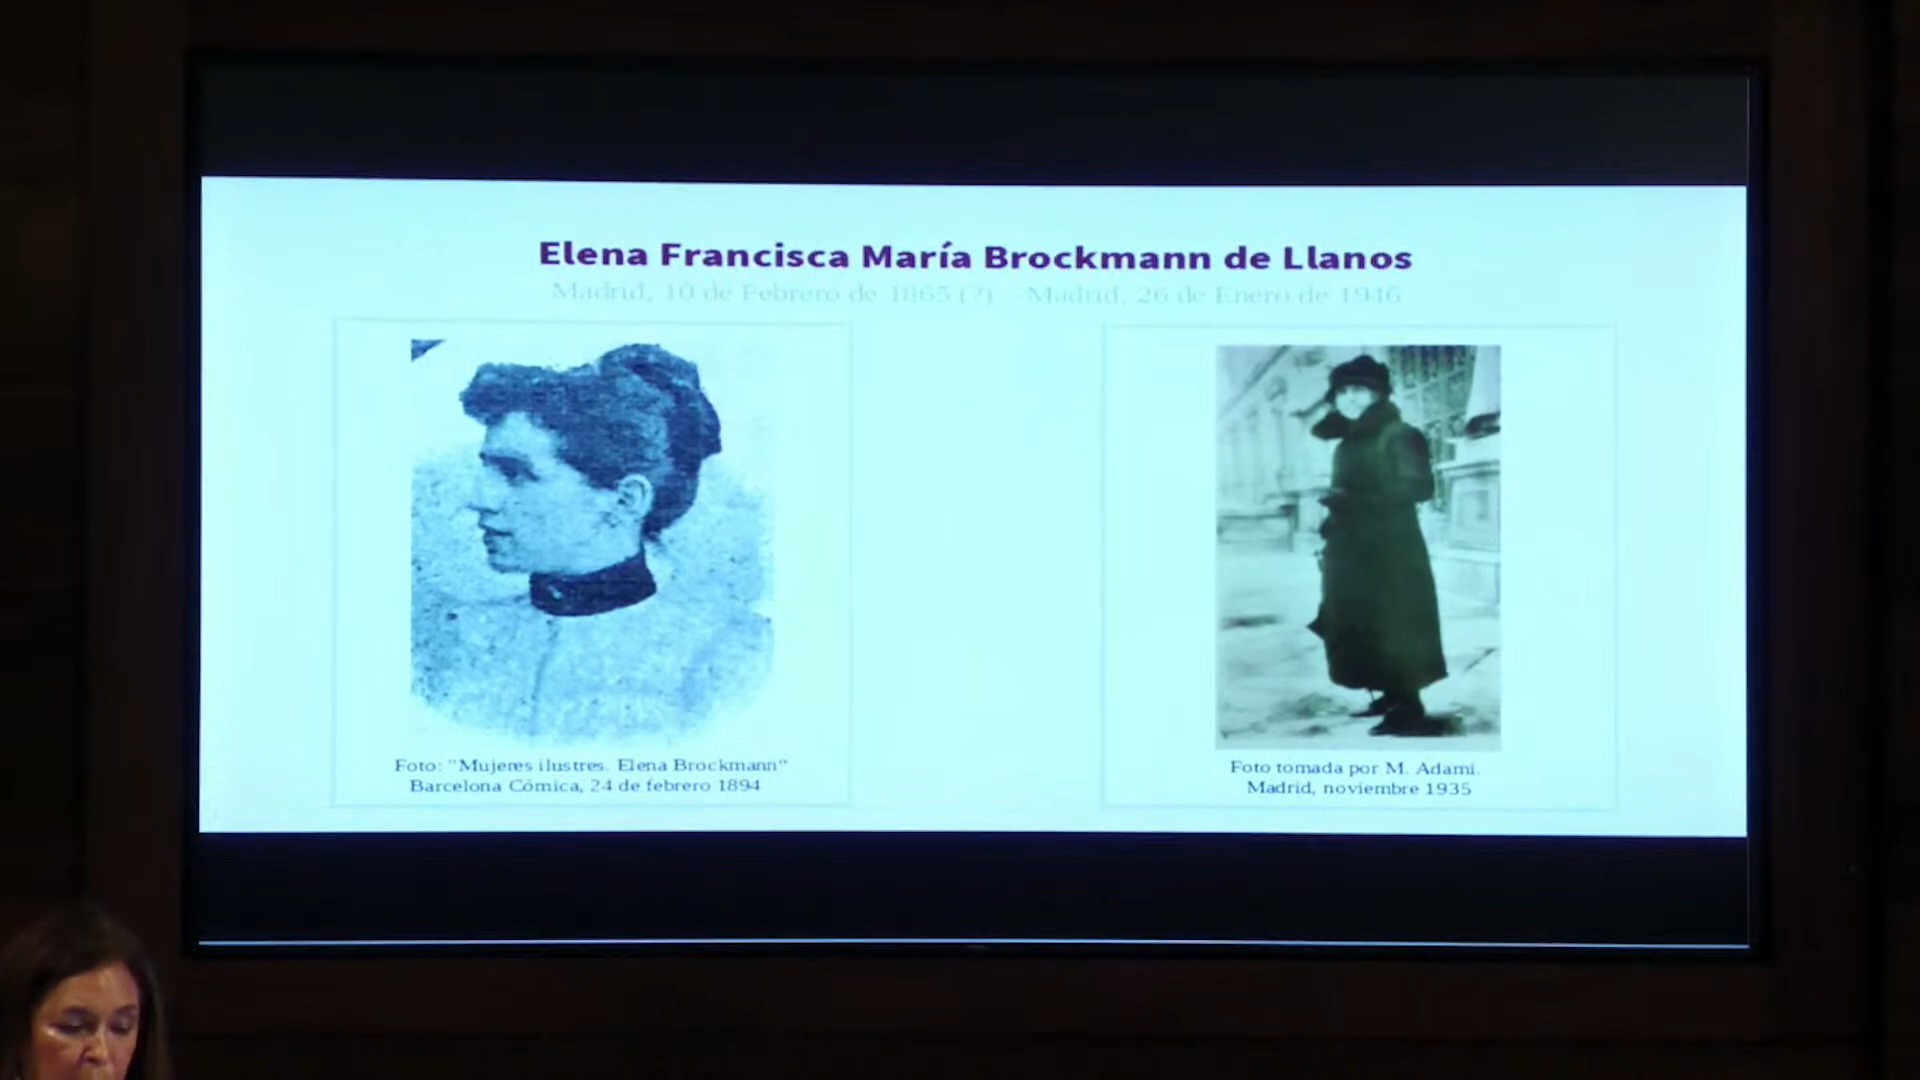 Elena Francisca María Brockmann de Llanos
Madrid, 10 de Febrero de 1865 (?) - Madrid, 26 de Enero de 1946
Foto: "Mujeres ilustres. Elena Brockmann"
Barcelona Cómica, 24 de febrero 1894
Foto tomada por M. Adami.
Madrid, noviembre 1935